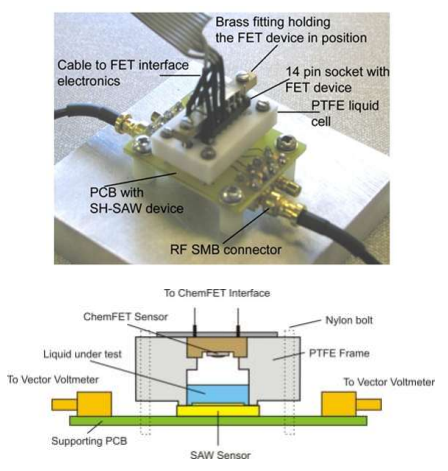 Brass fitting holding
the FET device in position
Cable to FET interface
electronics
14 pin socket with
FET device
PTFE liquid
cell
PCB with
SH-SAW device
RF SMB connector
To ChemFET Interface
ChemFET Sensor
Nylon bolt
Liquid under test
PTFE Frame
To Vector Voltmeter
To Vector Voltmeter
Supporting PCB
SAW Sensor